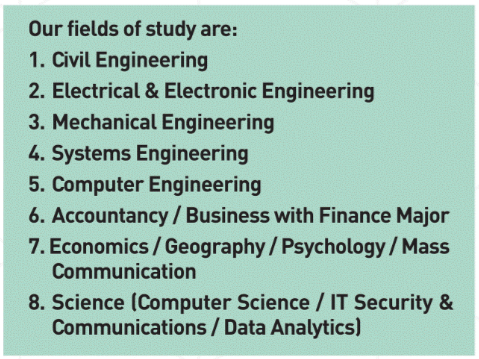 Our fields of study are:
1. Civil Engineering
2. Electrical & Electronic Engineering
3. Mechanical Engineering
4. Systems Engineering
5. Computer Engineering
6. Accountancy / Business with Finance Major
7. Economics / Geography / Psychology / Mass
Communication
8. Science (Computer Science / IT Security &
Communications / Data Analytics)